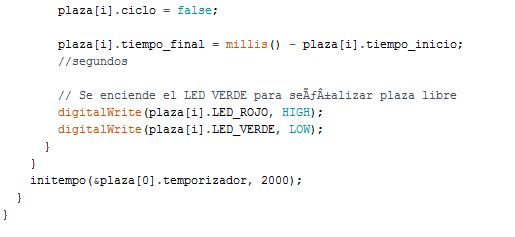 plaza[i].ciclo = false;
plaza[i].tiempo_final = millis() - plaza[i].tiempo_inicio;
//segundos
// Se enciende el LED VERDE para seÃƒÂ±alizar plaza libre
digitalWrite(plaza[i].LED_ROJO, HIGH);
digitalWrite(plaza[i].LED_VERDE, LOW);
}
}
initempo(&plaza[0].temporizador, 2000);
}
}